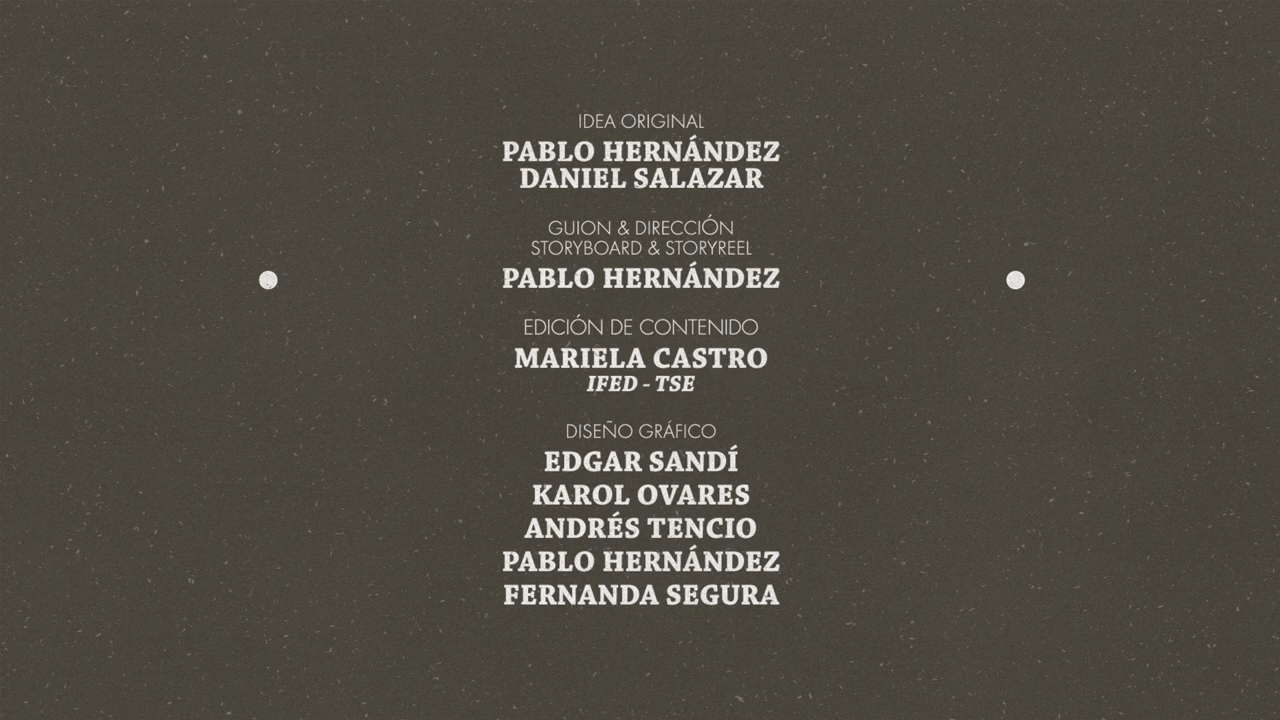 IDEA ORIGINAL
PABLO HERNÁNDEZ
DANIEL SALAZAR
GUION & DIRECCIÓN
STORYBOARD & STORYREEL
PABLO HERNÁNDEZ
EDICIÓN DE CONTENIDO
MARIELA CASTRO
IFED - TSE
DISEÑO GRÁFICO
EDGAR SANDÍ
KAROL OVARES
ANDRÉS TENCIO
PABLO HERNÁNDEZ
FERNANDA SEGURA